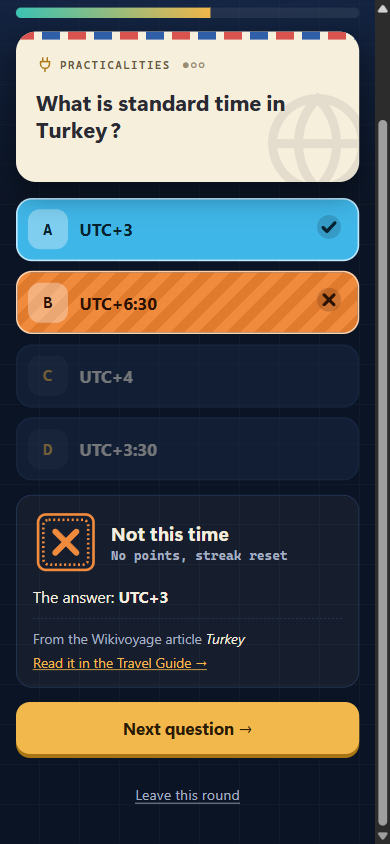 PRACTICALITIES
What is standard time in
Turkey?
A UTC+3
B UTC+6:30
C UTC+4
D UTC+3:30
Not this time
No points, streak reset
The answer: UTC+3
From the Wikivoyage article Turkey
Read it in the Travel Guide →
Next question →
Leave this round